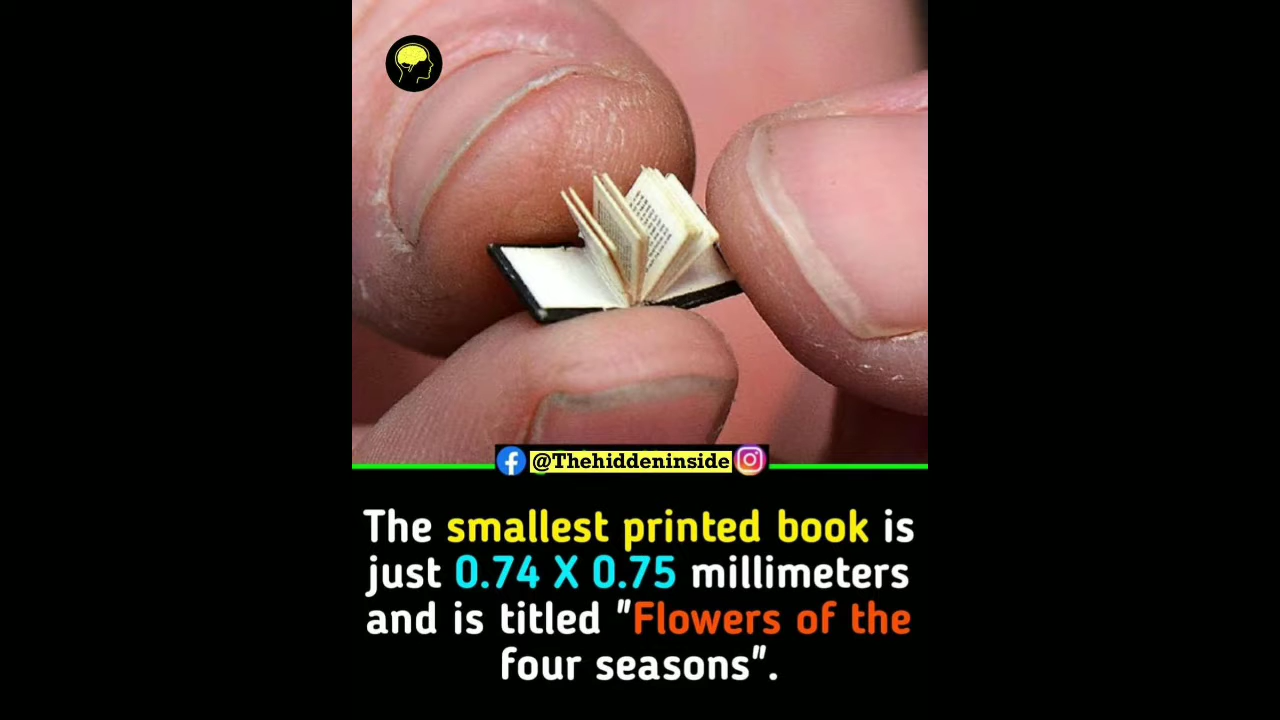 @Thehiddeninside
The smallest printed book is
just 0.74 X 0.75 millimeters
and is titled "Flowers of the
four seasons".